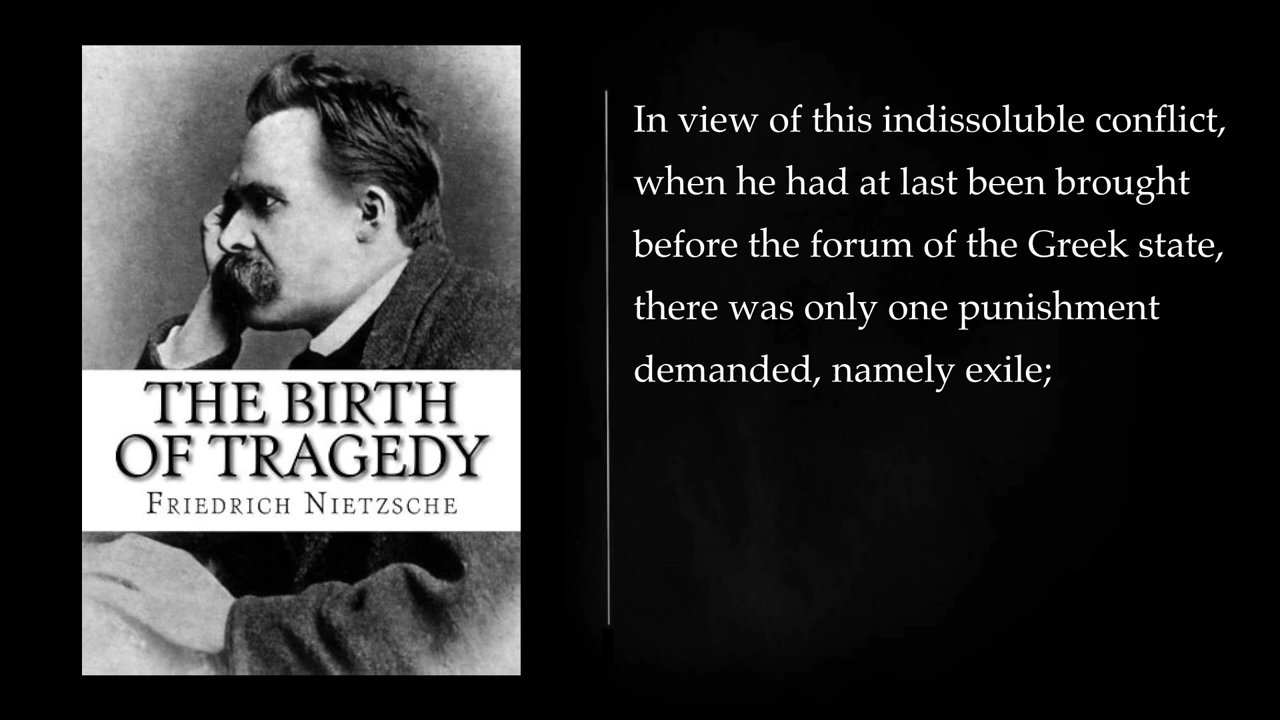 THE BIRTH
OF TRAGEDY
FRIEDRICH NIETZSCHE
In view of this indissoluble conflict,
when he had at last been brought
before the forum of the Greek state,
there was only one punishment
demanded, namely exile;